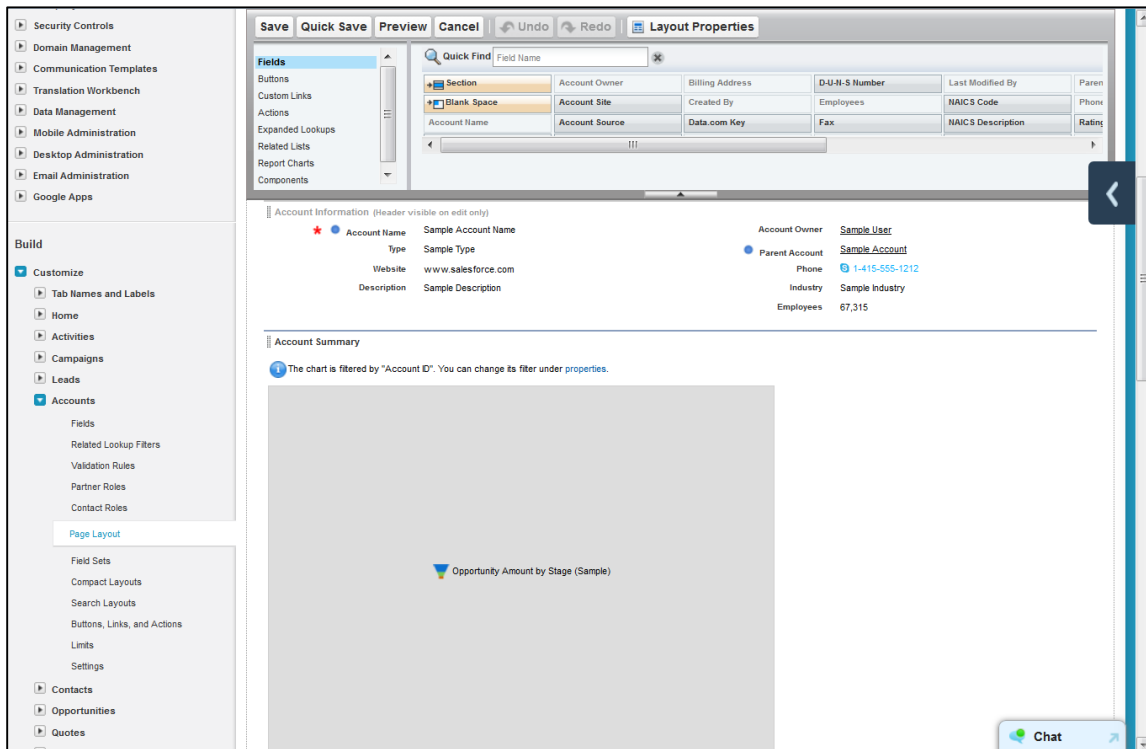 Security Controls
Domain Management
Communication Templates
Translation Workbench
Data Management
Mobile Administration
Desktop Administration
Email Administration
Google Apps
Build
Customize
Tab Names and Labels
Home
Activities
Campaigns
Leads
Accounts
Fields
Related Lookup Filters
Validation Rules
Partner Roles
Contact Roles
Page Layout
Field Sets
Compact Layouts
Search Layouts
Buttons, Links, and Actions
Limits
Settings
Contacts
Opportunities
Quotes
Save Quick Save Preview Cancel Undo Redo Layout Properties
Fields
Buttons
Custom Links
Actions
Expanded Lookups
Related Lists
Report Charts
Components
Quick Find Field Name
Section Account Owner Billing Address D-U-N-S Number Last Modified By Paren
Blank Space Account Site Created By Employees NAICS Code Phone
Account Name Account Source Data.com Key Fax NAICS Description Rating
Account Information (Header visible on edit only)
* Account Name Sample Account Name Account Owner Sample User
Type Sample Type Parent Account Sample Account
Website www.salesforce.com Phone 1-415-555-1212
Description Sample Description Industry Sample Industry
Employees 67,315
Account Summary
The chart is filtered by "Account ID". You can change its filter under properties.
Opportunity Amount by Stage (Sample)
Chat